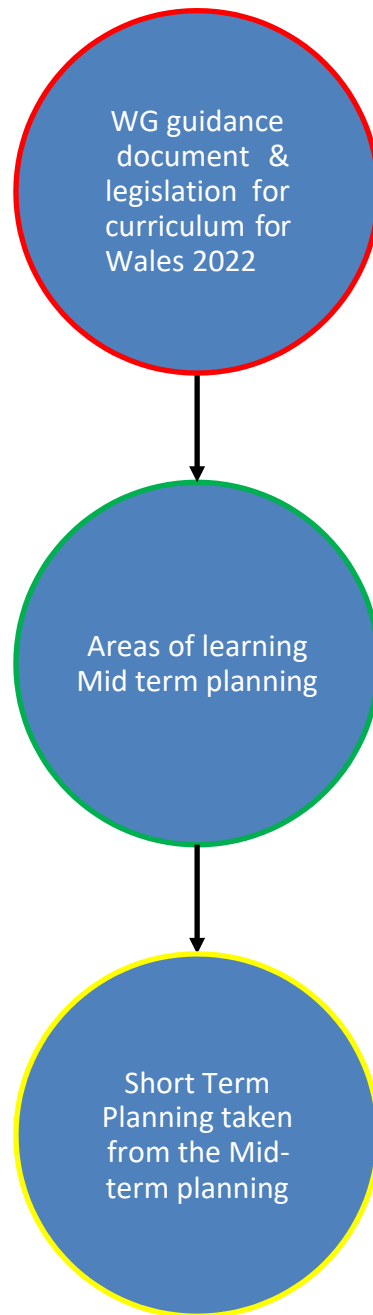 WG guidance
document & 
legislation for
curriculum for
Wales 2022
Areas of learning
Mid term planning
Short Term
Planning taken
from the Mid-
term planning